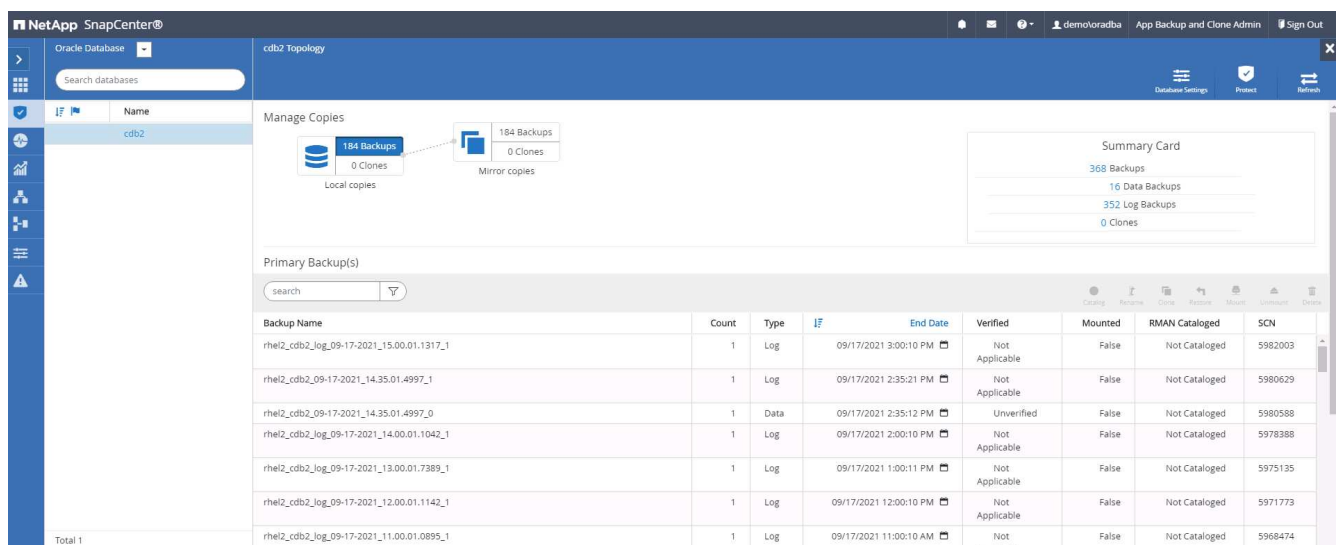 NetApp SnapCenter®
demo\oradba App Backup and Clone Admin Sign Out
Oracle Database
cdb2 Topology
Search databases
Database Settings Protect Refresh
Name
cdb2
Manage Copies
184 Backups
0 Clones
Local copies
184 Backups
0 Clones
Mirror copies
Summary Card
368 Backups
16 Data Backups
352 Log Backups
0 Clones
Primary Backup(s)
search
Catalog Rename Clone Restore Mount Unmount Delete
Backup Name Count Type End Date Verified Mounted RMAN Cataloged SCN
rhel2_cdb2_log_09-17-2021_15.00.01.1317_1 1 Log 09/17/2021 3:00:10 PM Not Applicable False Not Cataloged 5982003
rhel2_cdb2_09-17-2021_14.35.01.4997_1 1 Log 09/17/2021 2:35:21 PM Not Applicable False Not Cataloged 5980629
rhel2_cdb2_09-17-2021_14.35.01.4997_0 1 Data 09/17/2021 2:35:12 PM Unverified False Not Cataloged 5980588
rhel2_cdb2_log_09-17-2021_14.00.01.1042_1 1 Log 09/17/2021 2:00:10 PM Not Applicable False Not Cataloged 5978388
rhel2_cdb2_log_09-17-2021_13.00.01.7389_1 1 Log 09/17/2021 1:00:11 PM Not Applicable False Not Cataloged 5975135
rhel2_cdb2_log_09-17-2021_12.00.01.1142_1 1 Log 09/17/2021 12:00:10 PM Not Applicable False Not Cataloged 5971773
rhel2_cdb2_log_09-17-2021_11.00.01.0895_1 1 Log 09/17/2021 11:00:10 AM Not False Not Cataloged 5968474
Total 1